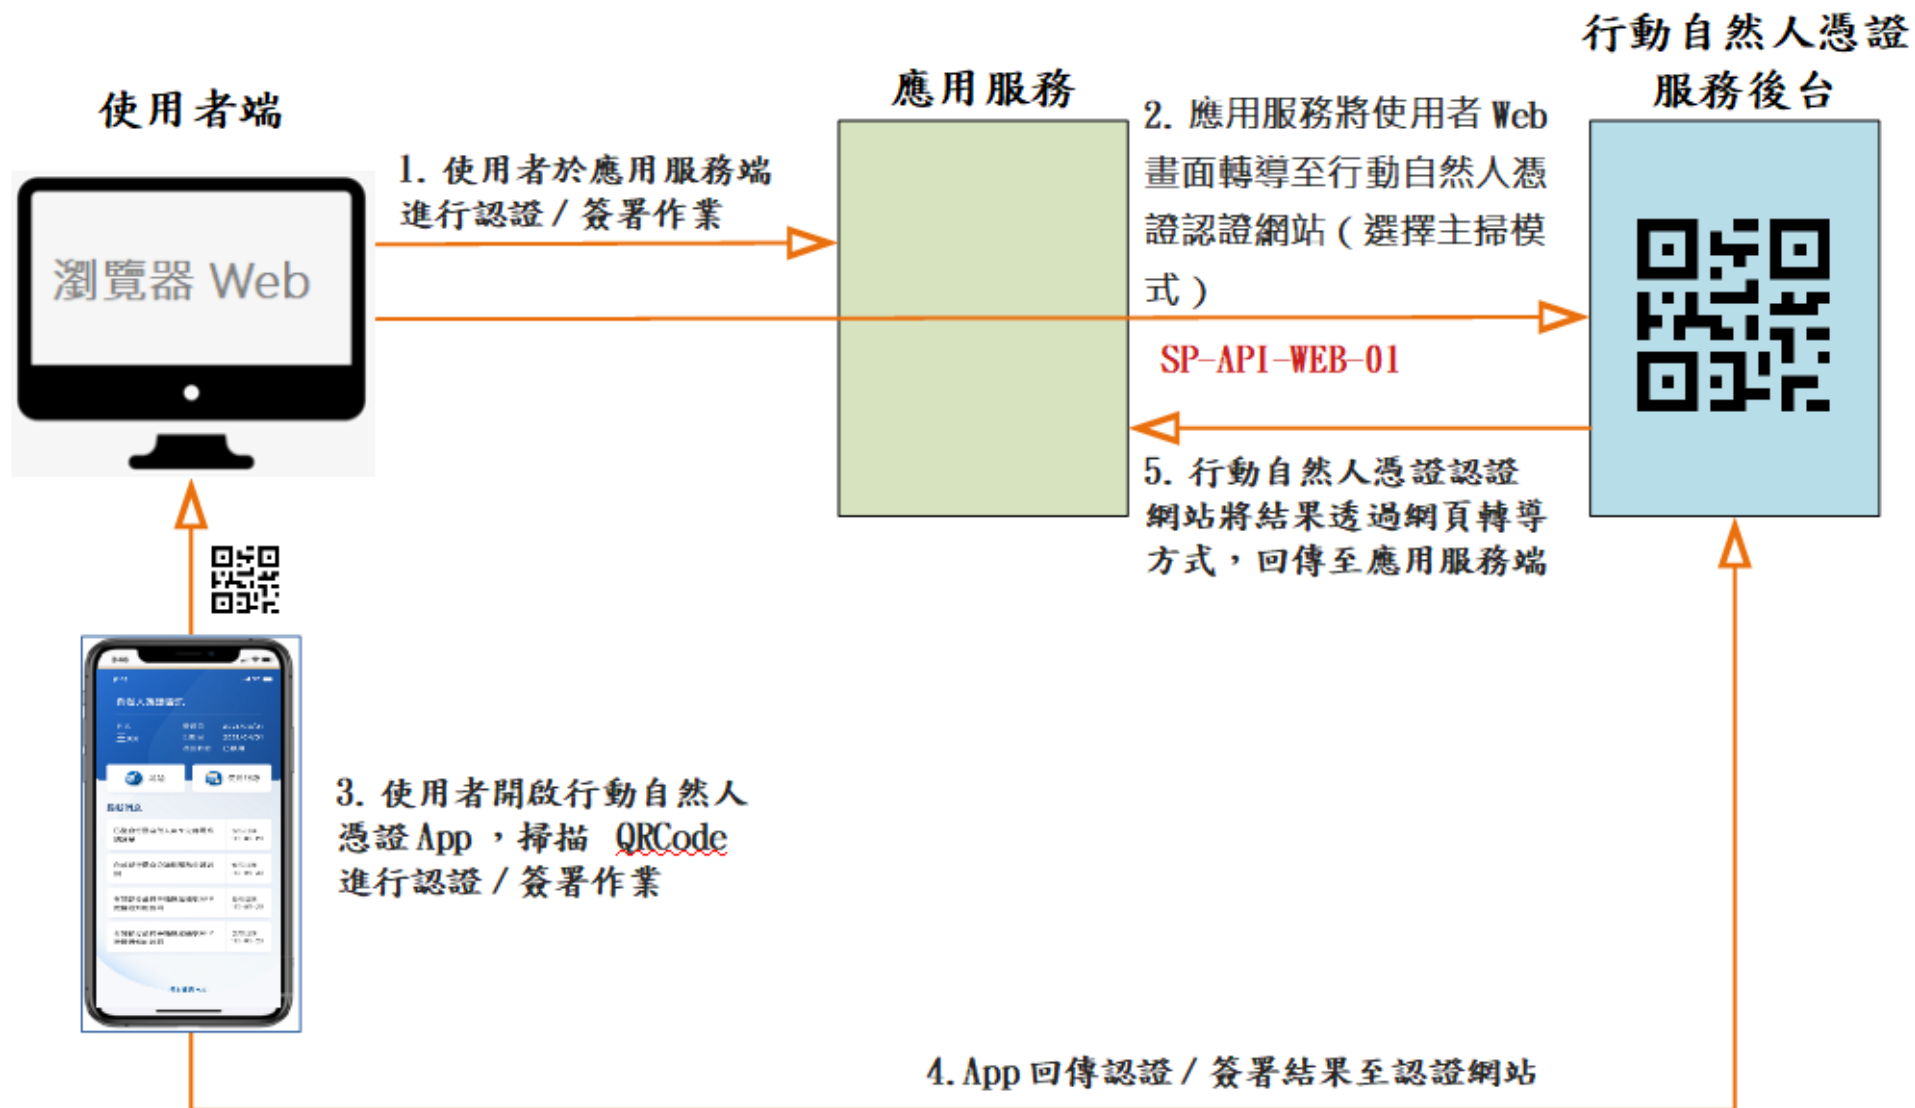 行動自然人憑證
服務後台
應用服務
使用者端
1. 使用者於應用服務端
進行認證/簽署作業
2. 應用服務將使用者 Web
畫面轉導至行動自然人憑
證認證網站(選擇主掃模
式)
瀏覽器 Web
SP-API-WEB-01
5. 行動自然人憑證認證
網站將結果透過網頁轉導
方式，回傳至應用服務端
3. 使用者開啟行動自然人
憑證App，掃描 QRCode
進行認證/簽署作業
4.App回傳認證/簽署結果至認證網站